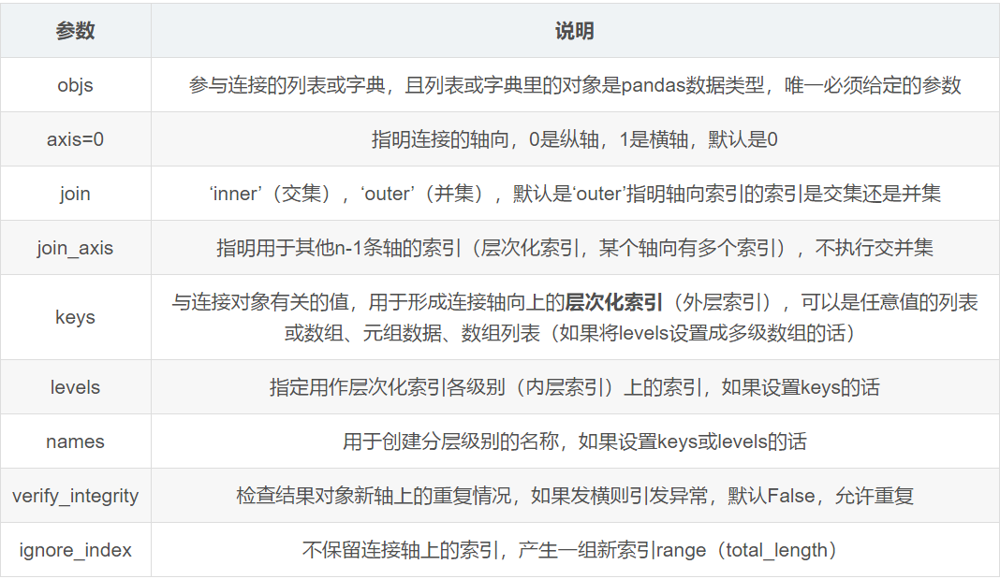 参数 说明
objs 参与连接的列表或字典，且列表或字典里的对象是pandas数据类型，唯一必须给定的参数
axis=0 指明连接的轴向，0是纵轴，1是横轴，默认是0
join ‘inner’（交集），‘outer’（并集），默认是‘outer’指明轴向索引的索引是交集还是并集
join_axis 指明用于其他n-1条轴的索引（层次化索引，某个轴向有多个索引），不执行交并集
keys 与连接对象有关的值，用于形成连接轴向上的层次化索引（外层索引），可以是任意值的列表
或数组、元组数据、数组列表（如果将levels设置成多级数组的话）
levels 指定用作层次化索引各级别（内层索引）上的索引，如果设置keys的话
names 用于创建分层级别的名称，如果设置keys或levels的话
verify_integrity 检查结果对象新轴上的重复情况，如果发横则引发异常，默认False，允许重复
ignore_index 不保留连接轴上的索引，产生一组新索引range（total_length）